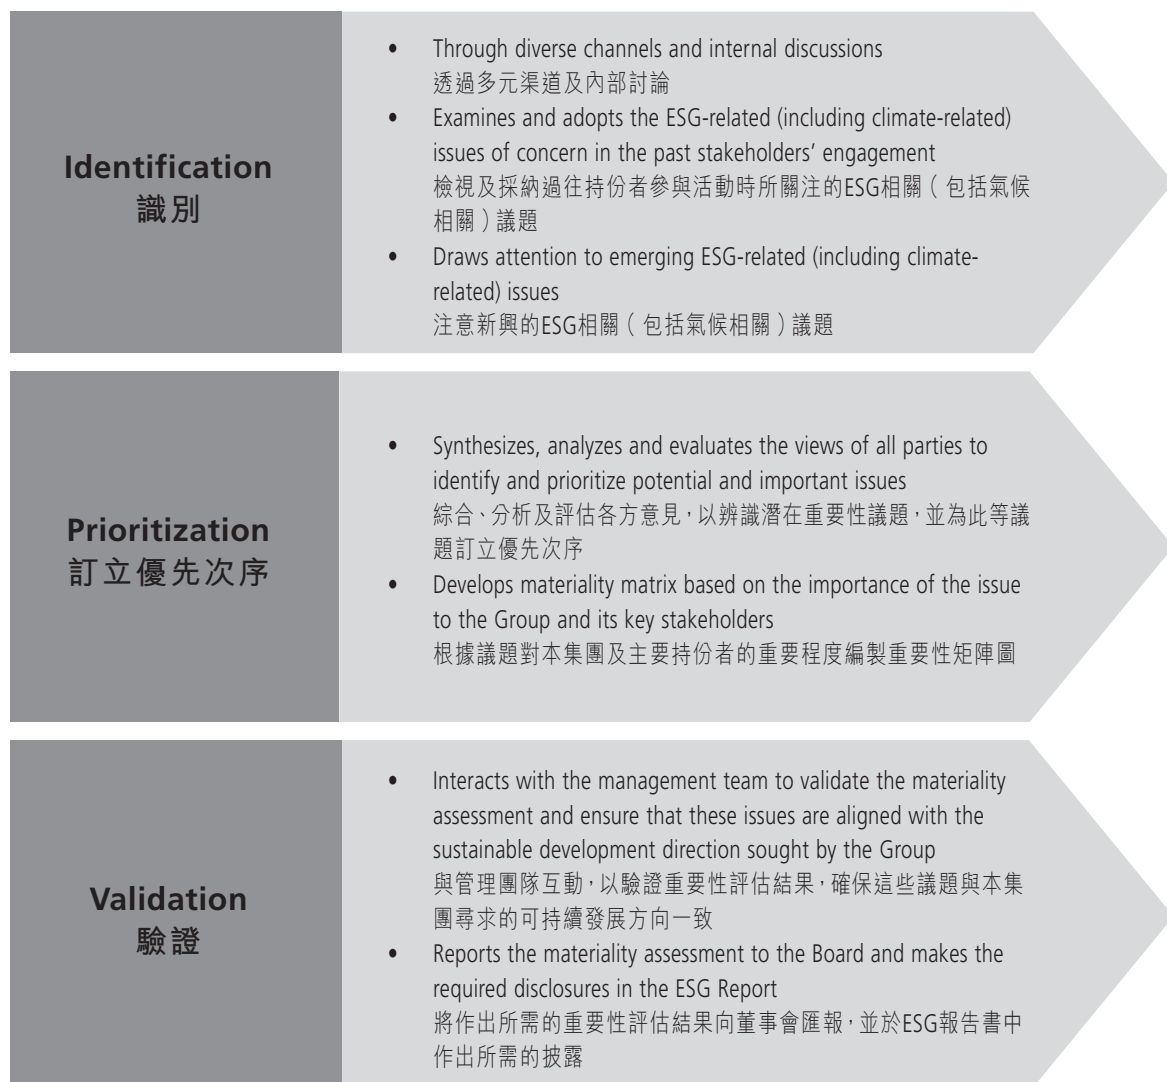 Identification
識別
• Through diverse channels and internal discussions
透過多元渠道及內部討論
• Examines and adopts the ESG-related (including climate-related)
issues of concern in the past stakeholders’ engagement
檢視及採納過往持份者參與活動時所關注的ESG相關（包括氣候
相關）議題
• Draws attention to emerging ESG-related (including climate-
related) issues
注意新興的ESG相關（包括氣候相關）議題
Prioritization
訂立優先次序
• Synthesizes, analyzes and evaluates the views of all parties to
identify and prioritize potential and important issues
綜合、分析及評估各方意見，以辨識潛在重要性議題，並為此等議
題訂立優先次序
• Develops materiality matrix based on the importance of the issue
to the Group and its key stakeholders
根據議題對本集團及主要持份者的重要程度編製重要性矩陣圖
Validation
驗證
• Interacts with the management team to validate the materiality
assessment and ensure that these issues are aligned with the
sustainable development direction sought by the Group
與管理團隊互動，以驗證重要性評估結果，確保這些議題與本集
團尋求的可持續發展方向一致
• Reports the materiality assessment to the Board and makes the
required disclosures in the ESG Report
將作出所需的重要性評估結果向董事會匯報，並於ESG報告書中
作出所需的披露